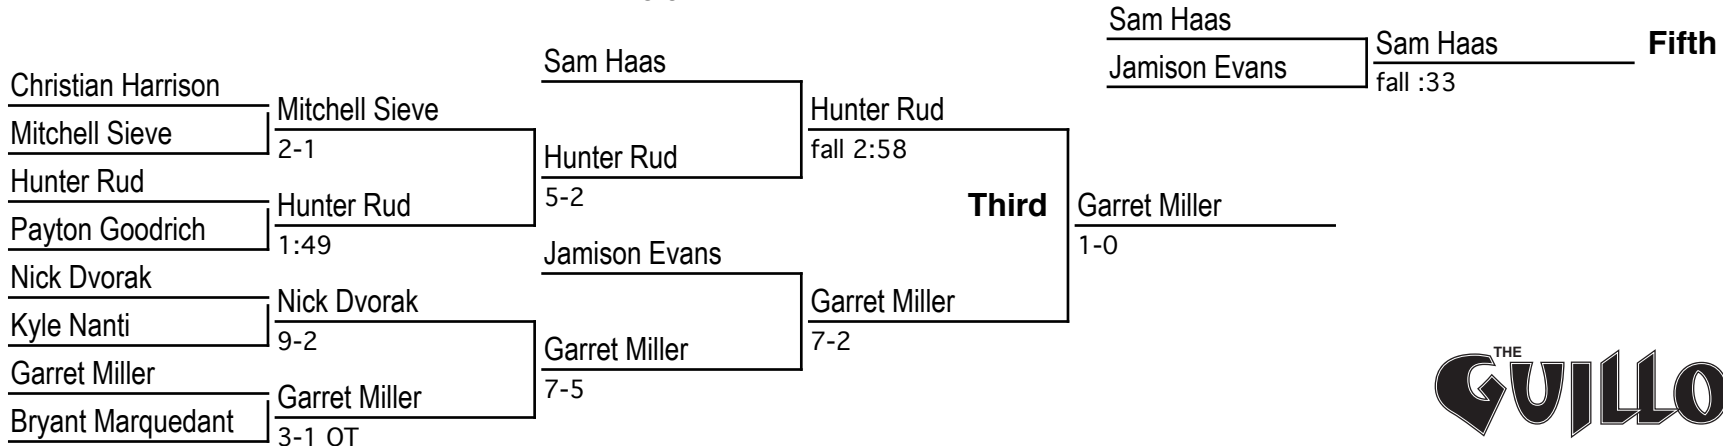 Christian Harrison
Mitchell Sieve
Hunter Rud
Payton Goodrich
Nick Dvorak
Kyle Nanti
Garret Miller
Bryant Marquedant
Mitchell Sieve
2-1
Hunter Rud
1:49
Nick Dvorak
9-2
Garret Miller
3-1 OT
Sam Haas
Hunter Rud
5-2
Jamison Evans
Garret Miller
7-5
Hunter Rud
fall 2:58
Garret Miller
7-2
Third
Garret Miller
1-0
Sam Haas
Jamison Evans
Sam Haas
fall :33
Fifth
THE
GUILLO